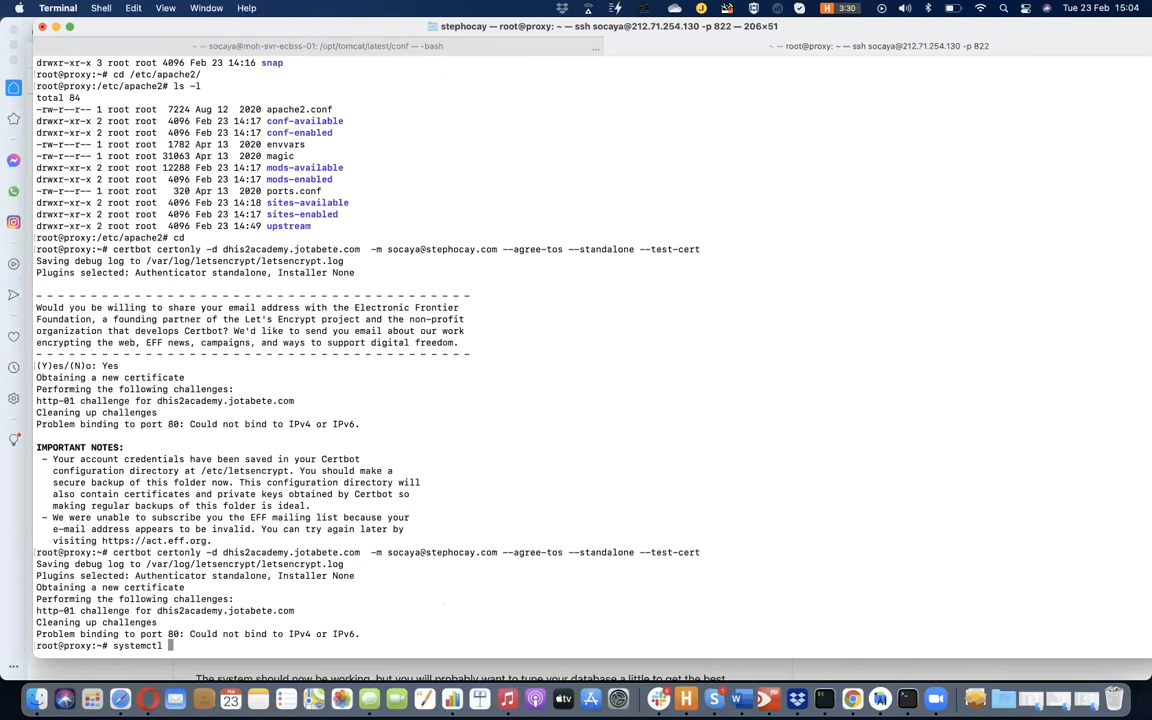 Terminal Shell Edit View Window Help
H 3:30
Tue 23 Feb 15:04
stephocay — root@proxy: ~ — ssh socaya@212.71.254.130 -p 822 — 206×51
~ — socaya@moh-svr-ecbss-01: /opt/tomcat/latest/conf — -bash
...
~ — root@proxy: ~ — ssh socaya@212.71.254.130 -p 822
drwxr-xr-x 3 root root 4096 Feb 23 14:16 snap
root@proxy:~# cd /etc/apache2/
root@proxy:/etc/apache2# ls -l
total 84
-rw-r--r-- 1 root root  7224 Aug 12  2020 apache2.conf
drwxr-xr-x 2 root root  4096 Feb 23 14:17 conf-available
drwxr-xr-x 2 root root  4096 Feb 23 14:17 conf-enabled
-rw-r--r-- 1 root root  1782 Apr 13  2020 envvars
-rw-r--r-- 1 root root 31063 Apr 13  2020 magic
drwxr-xr-x 2 root root 12288 Feb 23 14:17 mods-available
drwxr-xr-x 2 root root  4096 Feb 23 14:17 mods-enabled
-rw-r--r-- 1 root root   320 Apr 13  2020 ports.conf
drwxr-xr-x 2 root root  4096 Feb 23 14:18 sites-available
drwxr-xr-x 2 root root  4096 Feb 23 14:17 sites-enabled
drwxr-xr-x 2 root root  4096 Feb 23 14:49 upstream
root@proxy:/etc/apache2# cd
root@proxy:~# certbot certonly -d dhis2academy.jotabete.com  -m socaya@stephocay.com --agree-tos --standalone --test-cert
Saving debug log to /var/log/letsencrypt/letsencrypt.log
Plugins selected: Authenticator standalone, Installer None
- - - - - - - - - - - - - - - - - - - - - - - - - - - - - - - - - - - - - - - -
Would you be willing to share your email address with the Electronic Frontier
Foundation, a founding partner of the Let's Encrypt project and the non-profit
organization that develops Certbot? We'd like to send you email about our work
encrypting the web, EFF news, campaigns, and ways to support digital freedom.
- - - - - - - - - - - - - - - - - - - - - - - - - - - - - - - - - - - - - - - -
(Y)es/(N)o: Yes
Obtaining a new certificate
Performing the following challenges:
http-01 challenge for dhis2academy.jotabete.com
Cleaning up challenges
Problem binding to port 80: Could not bind to IPv4 or IPv6.
IMPORTANT NOTES:
- Your account credentials have been saved in your Certbot
configuration directory at /etc/letsencrypt. You should make a
secure backup of this folder now. This configuration directory will
also contain certificates and private keys obtained by Certbot so
making regular backups of this folder is ideal.
- We were unable to subscribe you the EFF mailing list because your
e-mail address appears to be invalid. You can try again later by
visiting https://act.eff.org.
root@proxy:~# certbot certonly -d dhis2academy.jotabete.com  -m socaya@stephocay.com --agree-tos --standalone --test-cert
Saving debug log to /var/log/letsencrypt/letsencrypt.log
Plugins selected: Authenticator standalone, Installer None
Obtaining a new certificate
Performing the following challenges:
http-01 challenge for dhis2academy.jotabete.com
Cleaning up challenges
Problem binding to port 80: Could not bind to IPv4 or IPv6.
root@proxy:~# systemctl
The system should now be working, but you will probably want to tune your database a little to get the best